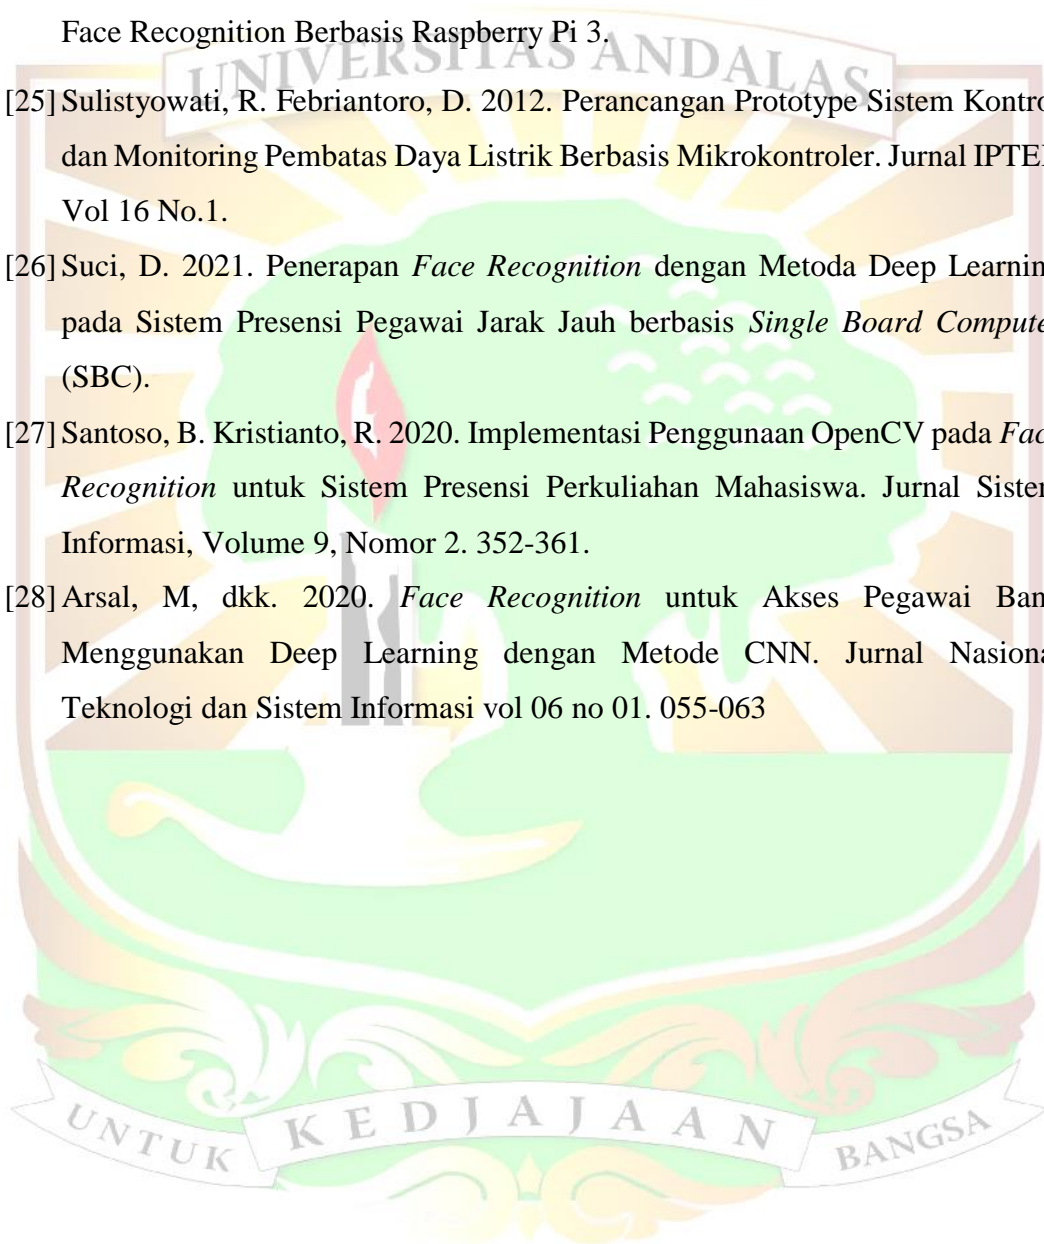 Face Recognition Berbasis Raspberry Pi 3.
UNIVERSITAS ANDALAS
[25] Sulistyowati, R. Febriantoro, D. 2012. Perancangan Prototype Sistem Kontro
dan Monitoring Pembatas Daya Listrik Berbasis Mikrokontroler. Jurnal IPTE
Vol 16 No.1.
[26] Suci, D. 2021. Penerapan Face Recognition dengan Metoda Deep Learnin
pada Sistem Presensi Pegawai Jarak Jauh berbasis Single Board Compute
(SBC).
[27] Santoso, B. Kristianto, R. 2020. Implementasi Penggunaan OpenCV pada Fac
Recognition untuk Sistem Presensi Perkuliahan Mahasiswa. Jurnal Sistem
Informasi, Volume 9, Nomor 2. 352-361.
[28] Arsal, M, dkk. 2020. Face Recognition untuk Akses Pegawai Ban
Menggunakan Deep Learning dengan Metode CNN. Jurnal Nasiona
Teknologi dan Sistem Informasi vol 06 no 01. 055-063
UNTUK KEDJAJAAN BANGSA